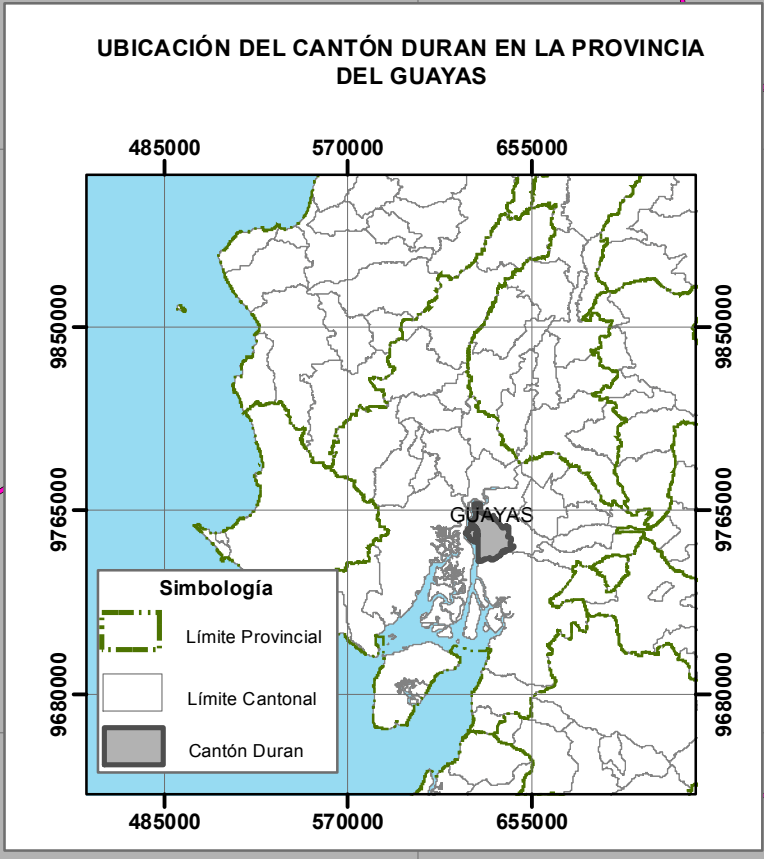 UBICACIÓN DEL CANTÓN DURAN EN LA PROVINCIA
DEL GUAYAS
485000 570000 655000
9850000 9850000
9765000 9765000
GUAYAS
Simbología
Límite Provincial
Límite Cantonal
9680000 9680000
Cantón Duran
485000 570000 655000